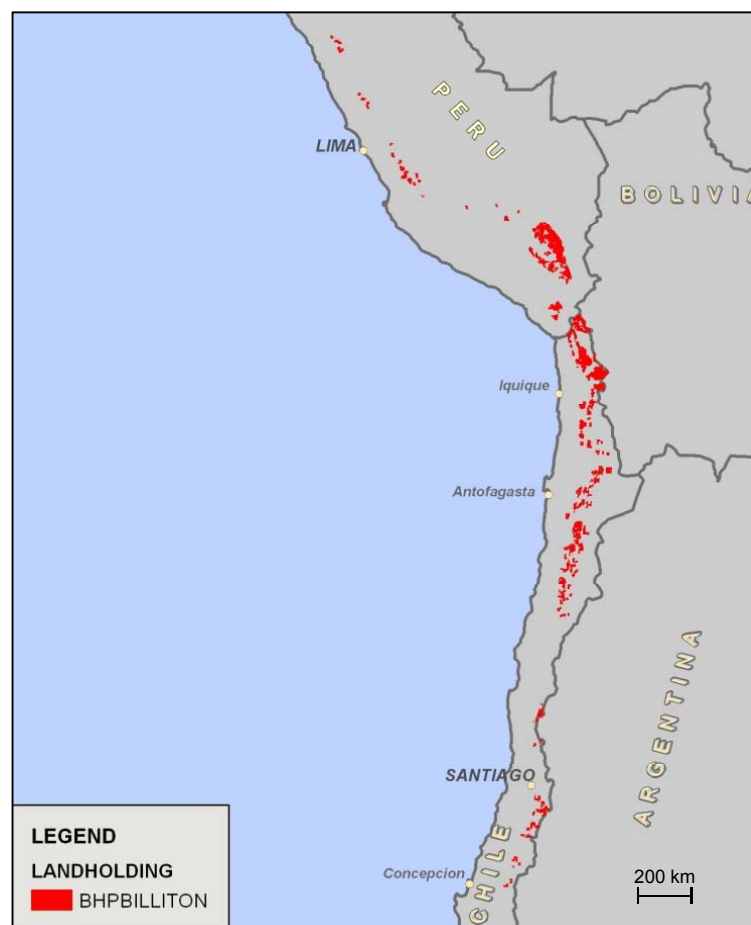 PERU
LIMA
BOLIVIA
Iquique
Antofagasta
ARGENTINA
SANTIAGO
CHILE
Concepcion
200 km
LEGEND
LANDHOLDING
BHPBILLITON